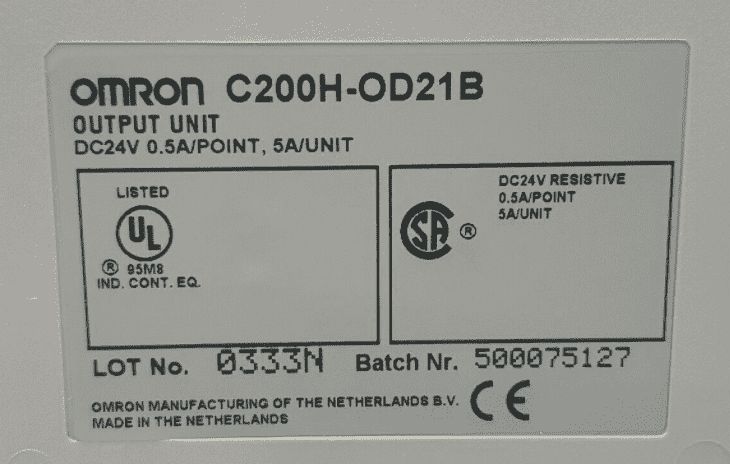 OMRON C200H-OD21B
OUTPUT UNIT
DC24V 0.5A/POINT, 5A/UNIT
LISTED
UL
® 95M8
IND. CONT. EQ.
SA ®
DC24V RESISTIVE
0.5A/POINT
5A/UNIT
LOT No. 0333N Batch Nr. 500075127
OMRON MANUFACTURING OF THE NETHERLANDS B.V.
MADE IN THE NETHERLANDS
CE